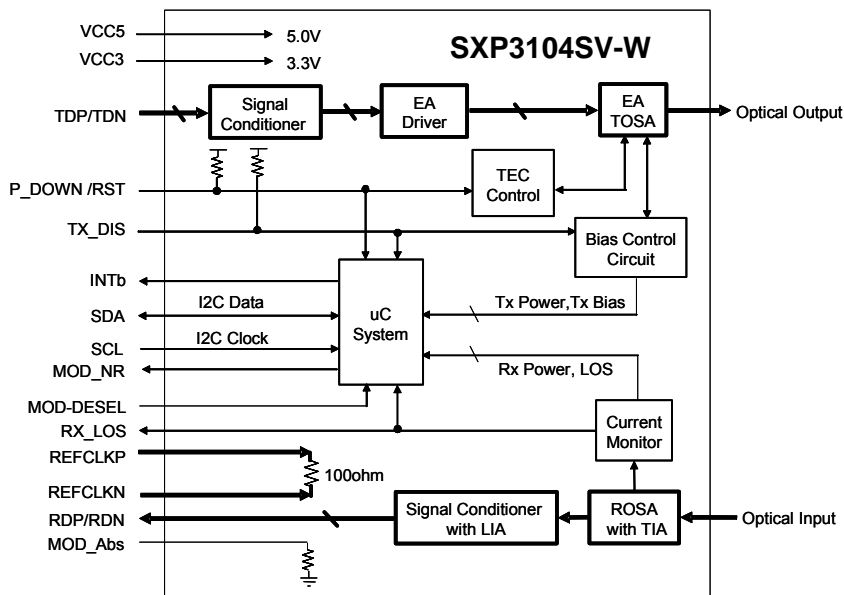 SXP3104SV-W
VCC5
5.0V
VCC3
3.3V
TDP/TDN
Signal
Conditioner
EA
Driver
EA
TOSA
Optical Output
P_DOWN /RST
TEC
Control
TX_DIS
Bias Control
Circuit
INTb
SDA
I2C Data
uC
System
Tx Power,Tx Bias
SCL
I2C Clock
MOD_NR
Rx Power, LOS
MOD-DESEL
RX_LOS
Current
Monitor
REFCLKP
100ohm
REFCLKN
RDP/RDN
Signal Conditioner
with LIA
ROSA
with TIA
Optical Input
MOD_Abs